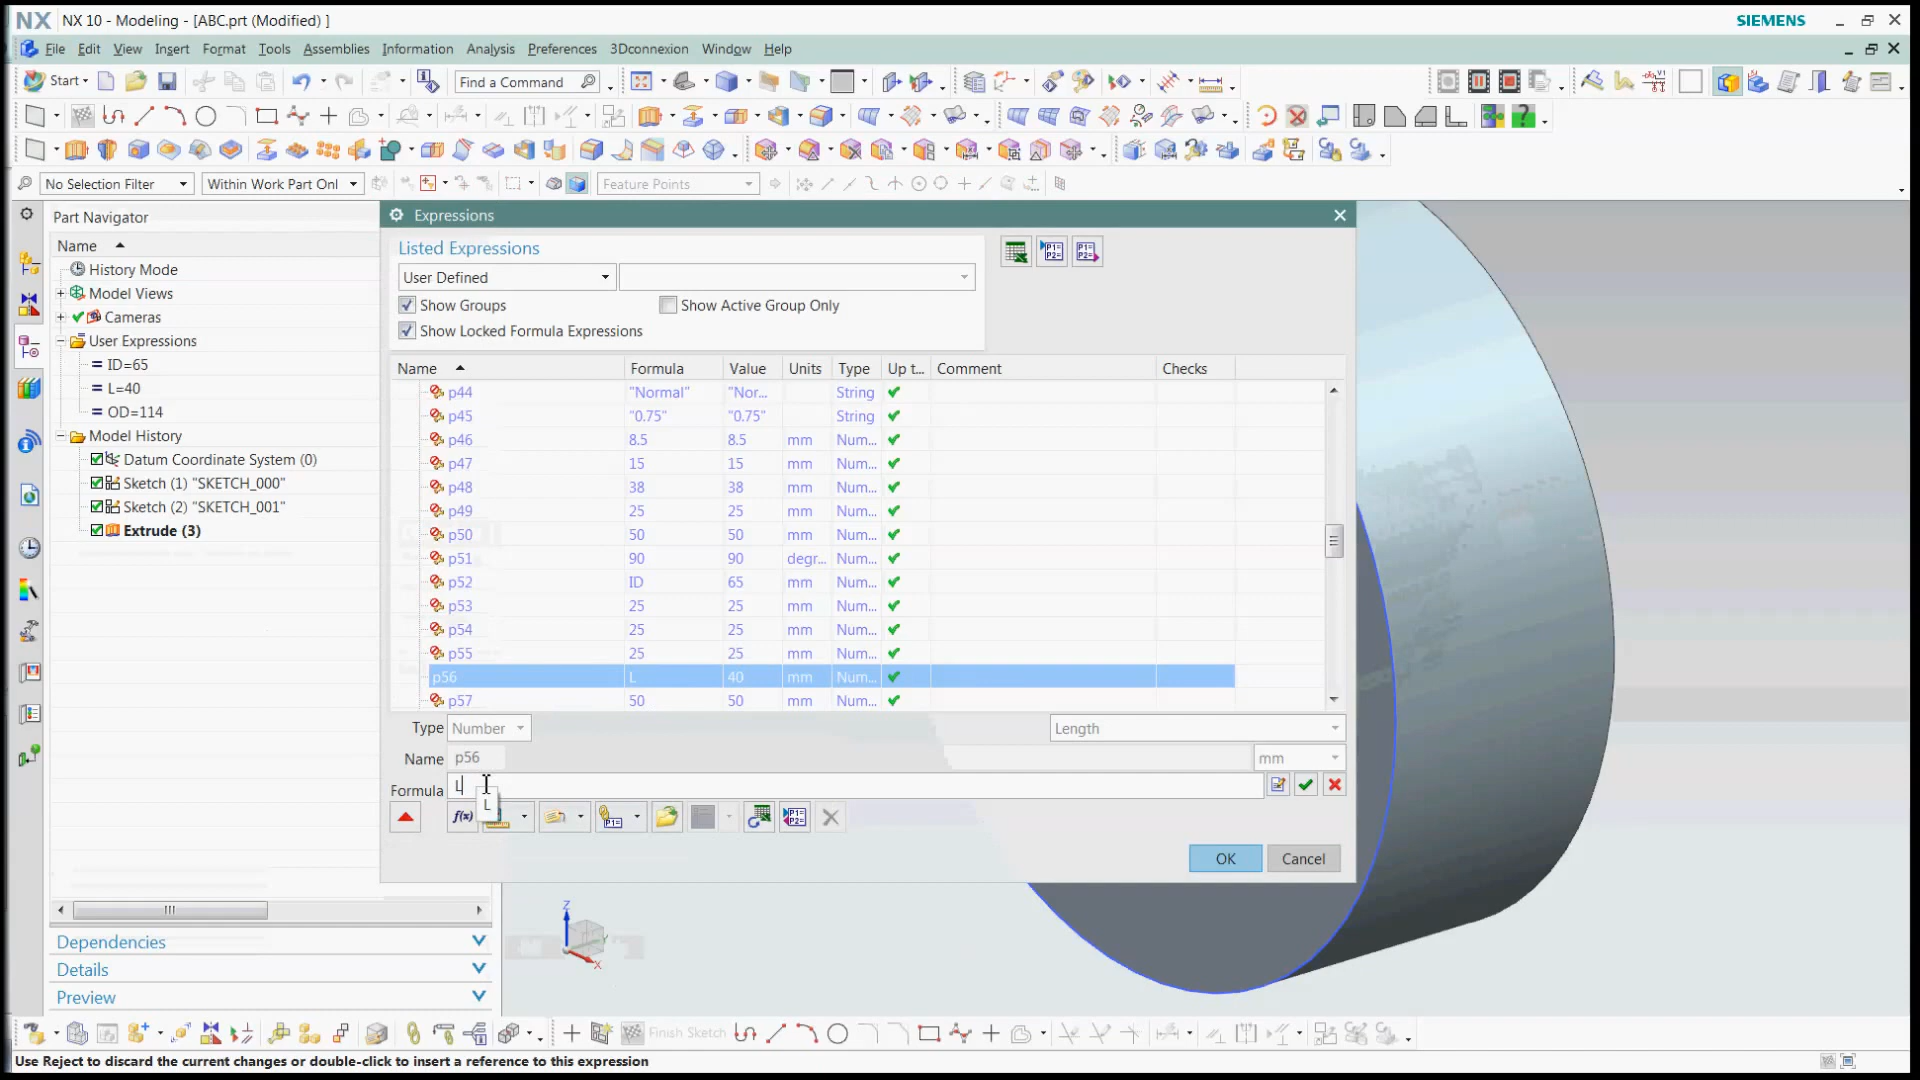 NX NX 10 - Modeling - [ABC.prt (Modified) ] SIEMENS
File Edit View Insert Format Tools Assemblies Information Analysis Preferences 3Dconnexion Window Help
Start Find a Command
No Selection Filter Within Work Part Onl Feature Points
Part Navigator
Name
History Mode
Model Views
Cameras
User Expressions
ID=65
L=40
OD=114
Model History
Datum Coordinate System (0)
Sketch (1) "SKETCH_000"
Sketch (2) "SKETCH_001"
Extrude (3)
Dependencies
Details
Preview
Expressions
Listed Expressions
User Defined
Show Groups Show Active Group Only
Show Locked Formula Expressions
Name Formula Value Units Type Up t... Comment Checks
p44 "Normal" "Nor... String
p45 "0.75" "0.75" String
p46 8.5 8.5 mm Num...
p47 15 15 mm Num...
p48 38 38 mm Num...
p49 25 25 mm Num...
p50 50 50 mm Num...
p51 90 90 degr... Num...
p52 ID 65 mm Num...
p53 25 25 mm Num...
p54 25 25 mm Num...
p55 25 25 mm Num...
p56 L 40 mm Num...
p57 50 50 mm Num...
Type Number Length
Name p56 mm
Formula L
L
f(x)
OK Cancel
Z
X
Finish Sketch
Use Reject to discard the current changes or double-click to insert a reference to this expression